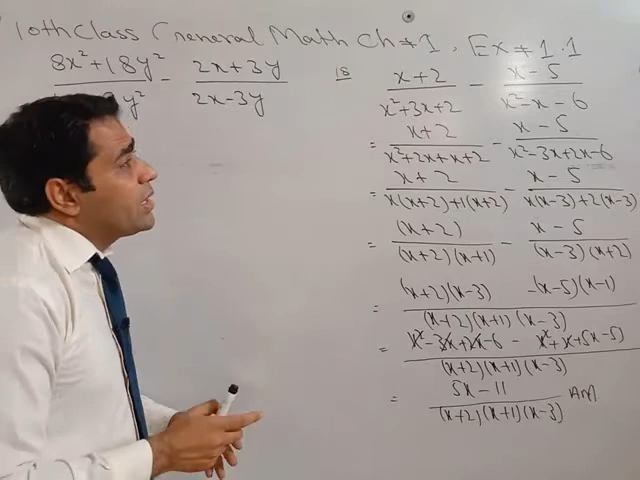 10th Class General Math Ch # 1, Ex # 1.1
8x² + 18y² / y² - 2x + 3y / 2x - 3y
18 x + 2 / x² + 3x + 2 - x - 5 / x² - x - 6
= x + 2 / x² + 2x + x + 2 - x - 5 / x² - 3x + 2x - 6
= x + 2 / x(x+2) + 1(x+2) - x - 5 / x(x-3) + 2(x-3)
= (x+2) / (x+2)(x+1) - x - 5 / (x-3)(x+2)
= (x+2)(x-3) - (x-5)(x-1) / (x+2)(x+1)(x-3)
= x² - 3x + 2x - 6 - x² + x + 5x - 5) / (x+2)(x+1)(x-3)
= 5x - 11 / (x+2)(x+1)(x-3) Ans